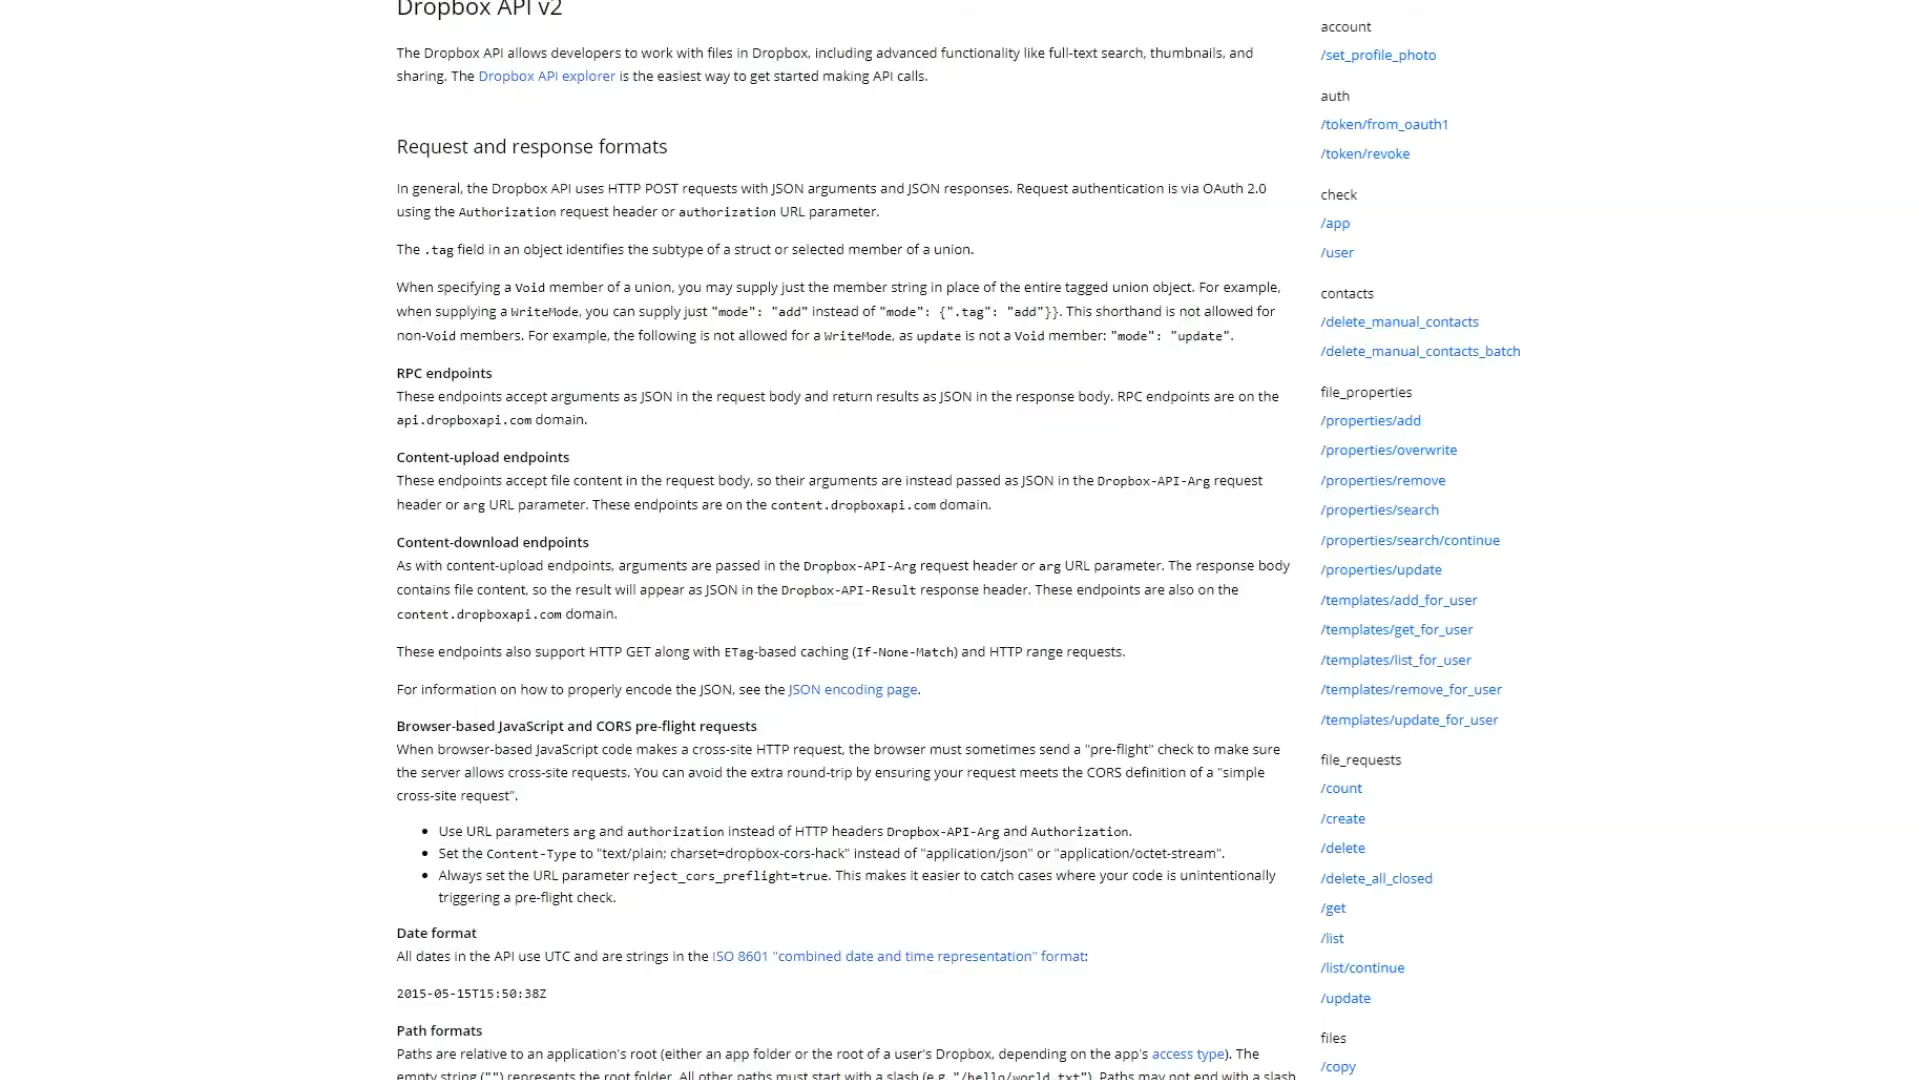 Dropbox API v2
The Dropbox API allows developers to work with files in Dropbox, including advanced functionality like full-text search, thumbnails, and
sharing. The Dropbox API explorer is the easiest way to get started making API calls.
Request and response formats
In general, the Dropbox API uses HTTP POST requests with JSON arguments and JSON responses. Request authentication is via OAuth 2.0
using the Authorization request header or authorization URL parameter.
The .tag field in an object identifies the subtype of a struct or selected member of a union.
When specifying a Void member of a union, you may supply just the member string in place of the entire tagged union object. For example,
when supplying a WriteMode, you can supply just "mode": "add" instead of "mode": {".tag": "add"}}. This shorthand is not allowed for
non-Void members. For example, the following is not allowed for a WriteMode, as update is not a Void member: "mode": "update".
RPC endpoints
These endpoints accept arguments as JSON in the request body and return results as JSON in the response body. RPC endpoints are on the
api.dropboxapi.com domain.
Content-upload endpoints
These endpoints accept file content in the request body, so their arguments are instead passed as JSON in the Dropbox-API-Arg request
header or arg URL parameter. These endpoints are on the content.dropboxapi.com domain.
Content-download endpoints
As with content-upload endpoints, arguments are passed in the Dropbox-API-Arg request header or arg URL parameter. The response body
contains file content, so the result will appear as JSON in the Dropbox-API-Result response header. These endpoints are also on the
content.dropboxapi.com domain.
These endpoints also support HTTP GET along with ETag-based caching (If-None-Match) and HTTP range requests.
For information on how to properly encode the JSON, see the JSON encoding page.
Browser-based JavaScript and CORS pre-flight requests
When browser-based JavaScript code makes a cross-site HTTP request, the browser must sometimes send a "pre-flight" check to make sure
the server allows cross-site requests. You can avoid the extra round-trip by ensuring your request meets the CORS definition of a "simple
cross-site request".
• Use URL parameters arg and authorization instead of HTTP headers Dropbox-API-Arg and Authorization.
• Set the Content-Type to "text/plain; charset=dropbox-cors-hack" instead of "application/json" or "application/octet-stream".
• Always set the URL parameter reject_cors_preflight=true. This makes it easier to catch cases where your code is unintentionally
triggering a pre-flight check.
Date format
All dates in the API use UTC and are strings in the ISO 8601 "combined date and time representation" format:
2015-05-15T15:50:38Z
Path formats
Paths are relative to an application's root (either an app folder or the root of a user's Dropbox, depending on the app's access type). The
empty string ("") represents the root folder. All other paths must start with a slash (e.g. "/hello/world.txt"). Paths may not end with a slash
account
/set_profile_photo
auth
/token/from_oauth1
/token/revoke
check
/app
/user
contacts
/delete_manual_contacts
/delete_manual_contacts_batch
file_properties
/properties/add
/properties/overwrite
/properties/remove
/properties/search
/properties/search/continue
/properties/update
/templates/add_for_user
/templates/get_for_user
/templates/list_for_user
/templates/remove_for_user
/templates/update_for_user
file_requests
/count
/create
/delete
/delete_all_closed
/get
/list
/list/continue
/update
files
/copy